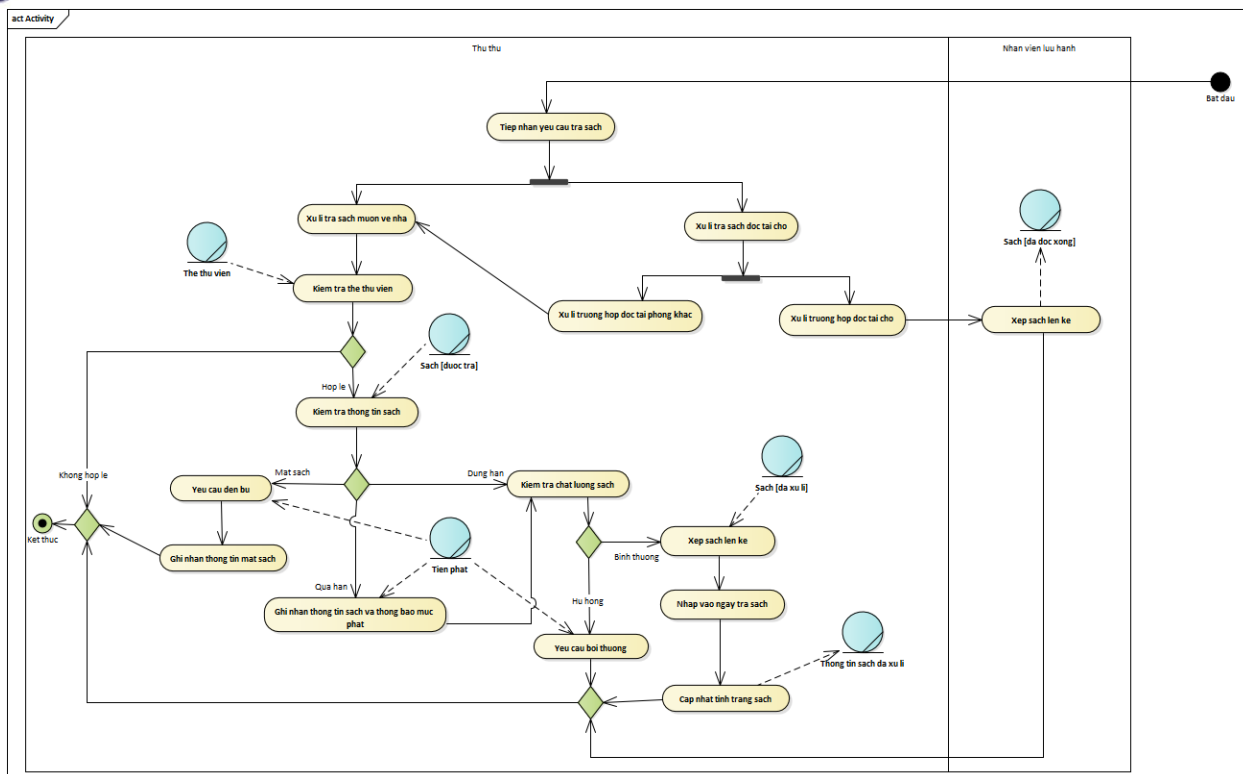 act Activity
Thu thu
Nhan vien luu hanh
Bat dau
Tiep nhan yeu cau tra sach
Xu li tra sach muon ve nha
Xu li tra sach doc tai cho
Sach [da doc xong]
The thu vien
Kiem tra the thu vien
Xu li truong hop doc tai phong khac
Xu li truong hop doc tai cho
Xep sach len ke
Sach [duoc tra]
Hop le
Kiem tra thong tin sach
Khong hop le
Mat sach
Dung han
Yeu cau den bu
Kiem tra chat luong sach
Sach [da xu li]
Ket thuc
Ghi nhan thong tin mat sach
Tien phat
Binh thuong
Xep sach len ke
Qua han
Hu hong
Ghi nhan thong tin sach va thong bao muc
phat
Nhap vao ngay tra sach
Yeu cau boi thuong
Thong tin sach da xu li
Cap nhat tinh trang sach